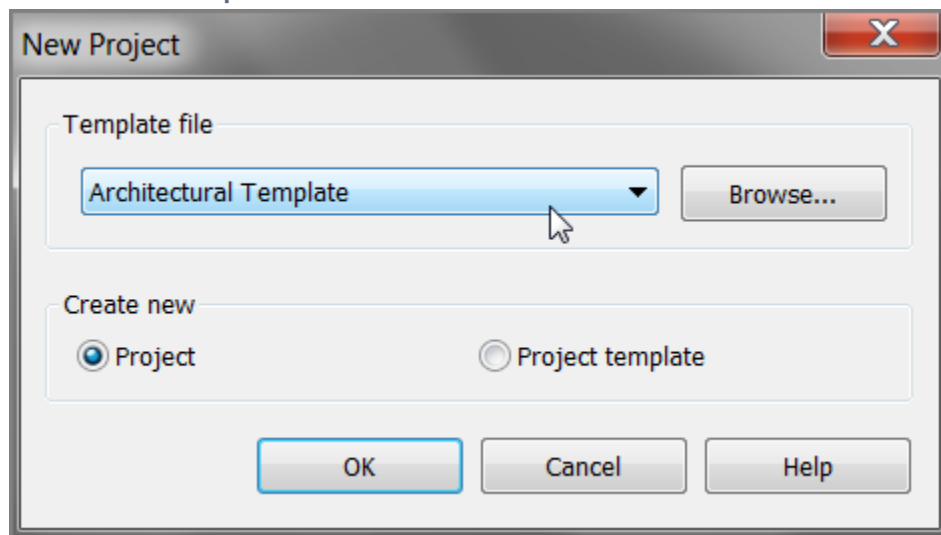 New Project
Template file
Architectural Template Browse...
Create new
Project Project template
OK Cancel Help